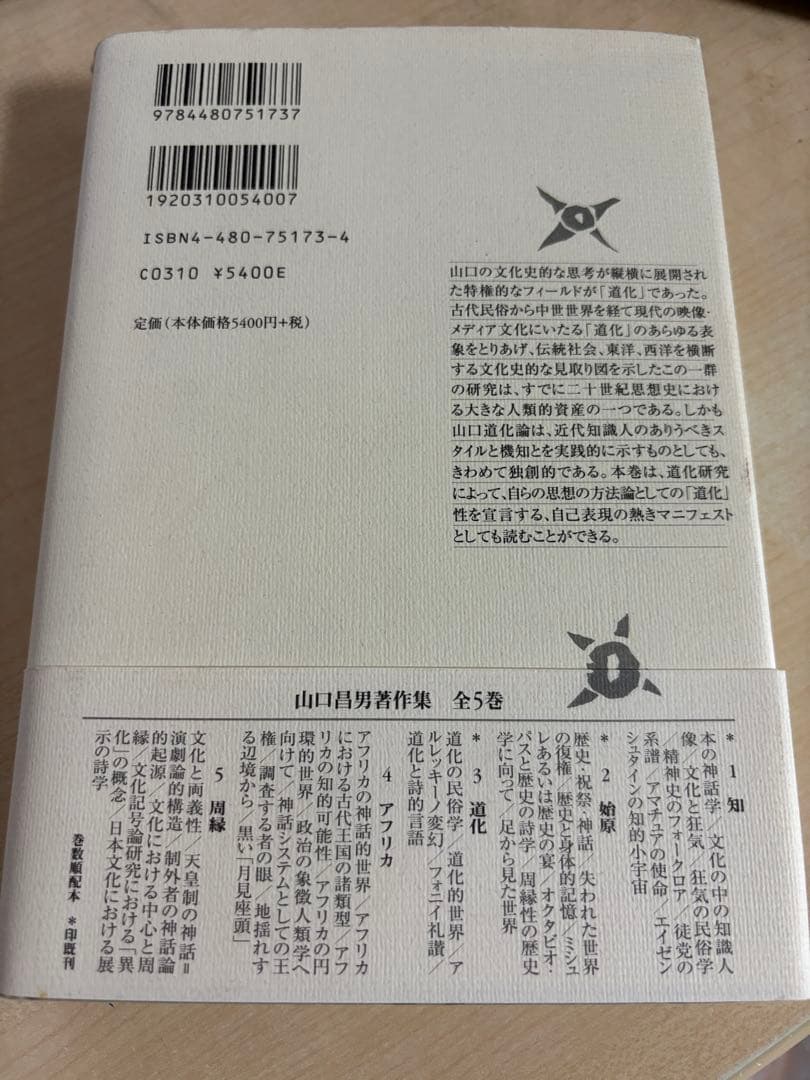 9784480751737
1920310054007
ISBN4-480-75173-4
C0310 ¥5400E
定価(本体価格5400円+税)
山口の文化史的な思考が縦横に展開され
た特権的なフィールドが「道化」であった。
古代民俗から中世世界を経て現代の映像・
メディア文化にいたる「道化」のあらゆる表
象をとりあげ、伝統社会、東洋、西洋を横断
する文化史的な見取り図を示したこの一群
の研究は、すでに二十世紀思想史におけ
る大きな人類的資産の一つである。しかも
山口道化論は、近代知識人のありうべきス
タイルと機知とを実践的に示すものとしても、
きわめて独創的である。本巻は、道化研究
によって、自らの思想の方法論としての「道化」
性を宣言する、自己表現の熱きマニフェスト
としても読むことができる。
山口昌男著作集 全5巻
*1 知
本の神話学/文化の中の知識人
像/文化と狂気/狂気の民俗学
/精神史のフォークロア/徒党の
系譜/アマチュアの使命/エイゼン
シュタインの知的小宇宙
*2 始原
歴史・祝祭・神話/失われた世界
の復権/歴史と身体的記憶/ミシュ
レあるいは歴史の宴/オクタビオ・
パスと歴史の詩学/周縁性の歴史
学に向って/足から見た世界
*3 道化
道化の民俗学/道化的世界/ア
ルレッキーノ変幻/フォニイ礼讃/
道化と詩的言語
4 アフリカ
アフリカの神話的世界/アフリカ
における古代王国の諸類型/アフ
リカの知的可能性/アフリカの円
環的世界/政治の象徴人類学へ
向けて/神話システムとしての王
権/調査する者の眼/地揺れす
る辺境から/黒い「月見座頭」
5 周縁
文化と両義性/天皇制の神話=
演劇論的構造/制外者の神話論
的起源/文化における中心と周
縁/文化記号論研究における「異
化」の概念/日本文化における展
示の詩学
巻数順配本 *印既刊